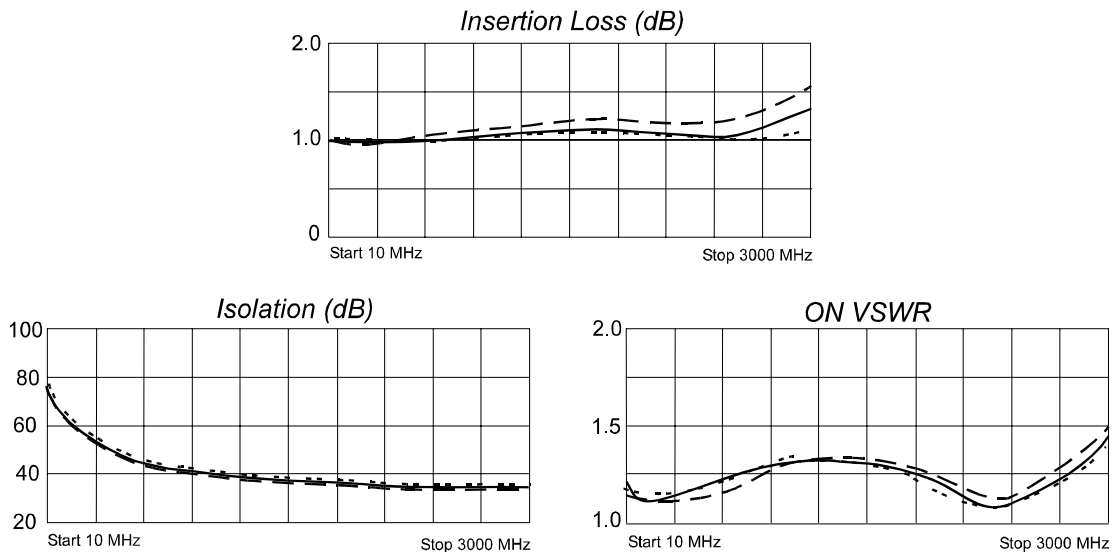 Insertion Loss (dB)
2.0
1.0
0
Start 10 MHz
Stop 3000 MHz
Isolation (dB)
100
80
60
40
20
Start 10 MHz
Stop 3000 MHz
ON VSWR
2.0
1.5
1.0
Start 10 MHz
Stop 3000 MHz